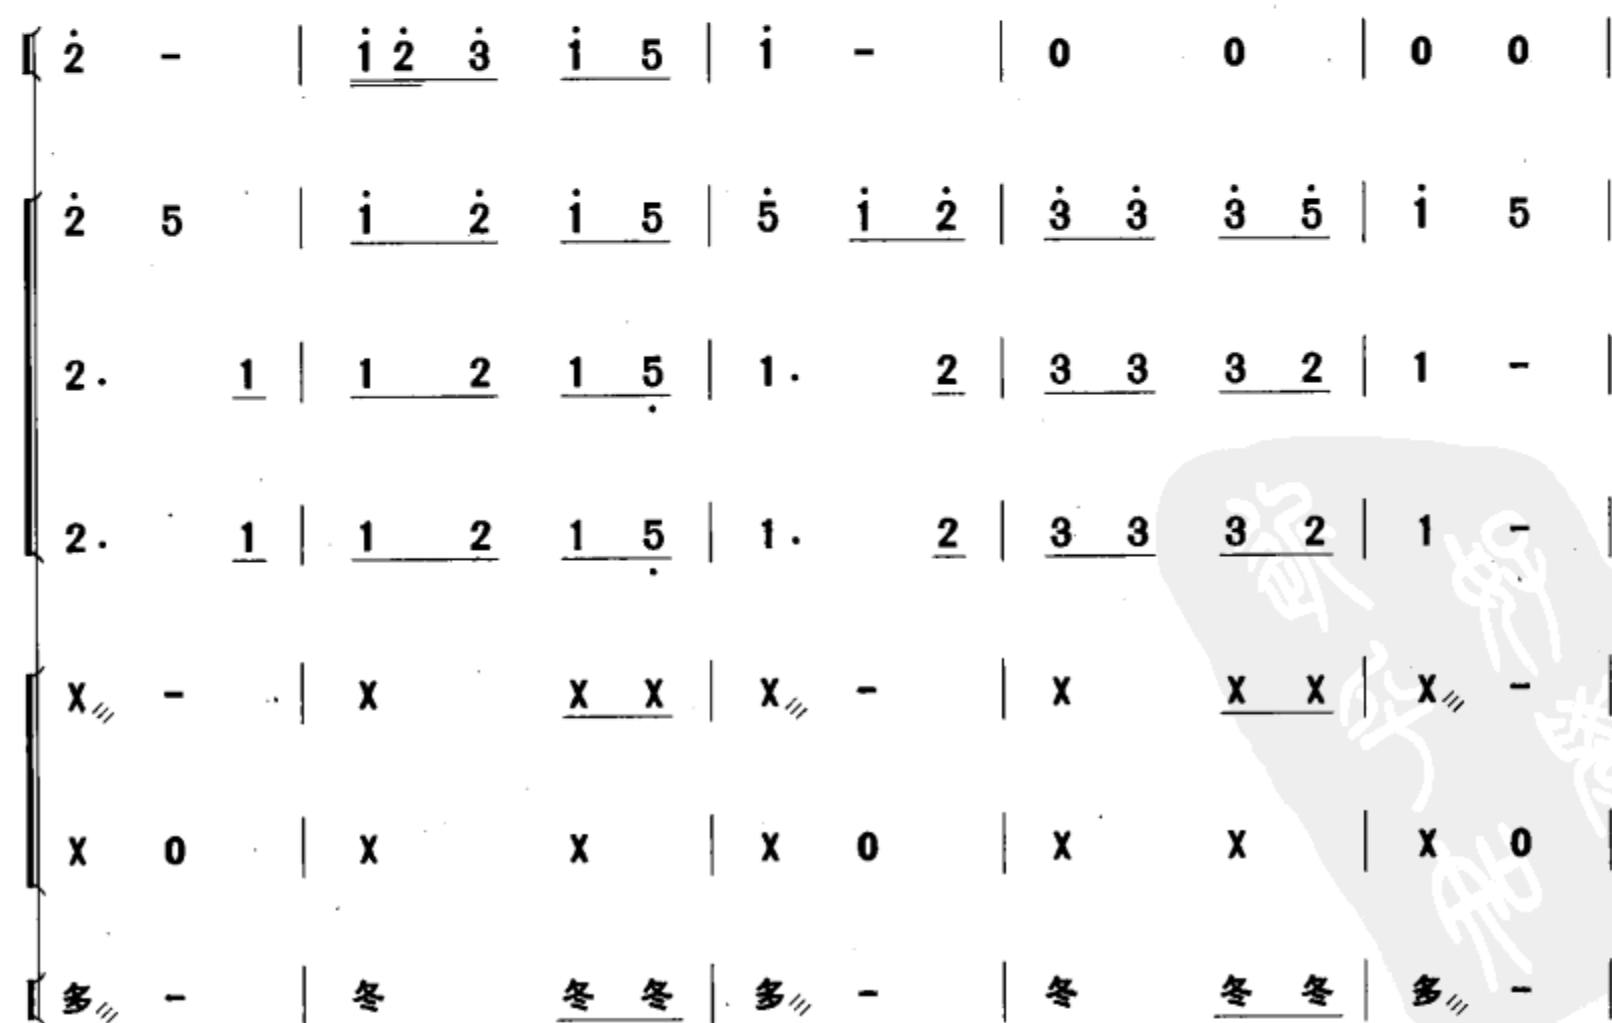 2̇ - | 1̇ 2̇ 3̇ 1̇ 5 | 1̇ - | 0 0 | 0 0 |
2̇ 5 | 1̇ 2̇ 1̇ 5 | 5̇ 1̇ 2̇ | 3̇ 3̇ 3̇ 5̇ | 1̇ 5 |
2. 1 | 1 2 1 5̣ | 1. 2 | 3 3 3 2 | 1 - |
2. 1 | 1 2 1 5̣ | 1. 2 | 3 3 3 2 | 1 - |
X/// - | X X X | X/// - | X X X | X/// - |
X 0 | X X | X 0 | X X | X 0 |
多/// - | 冬 冬 冬 | 多/// - | 冬 冬 冬 | 多/// - |